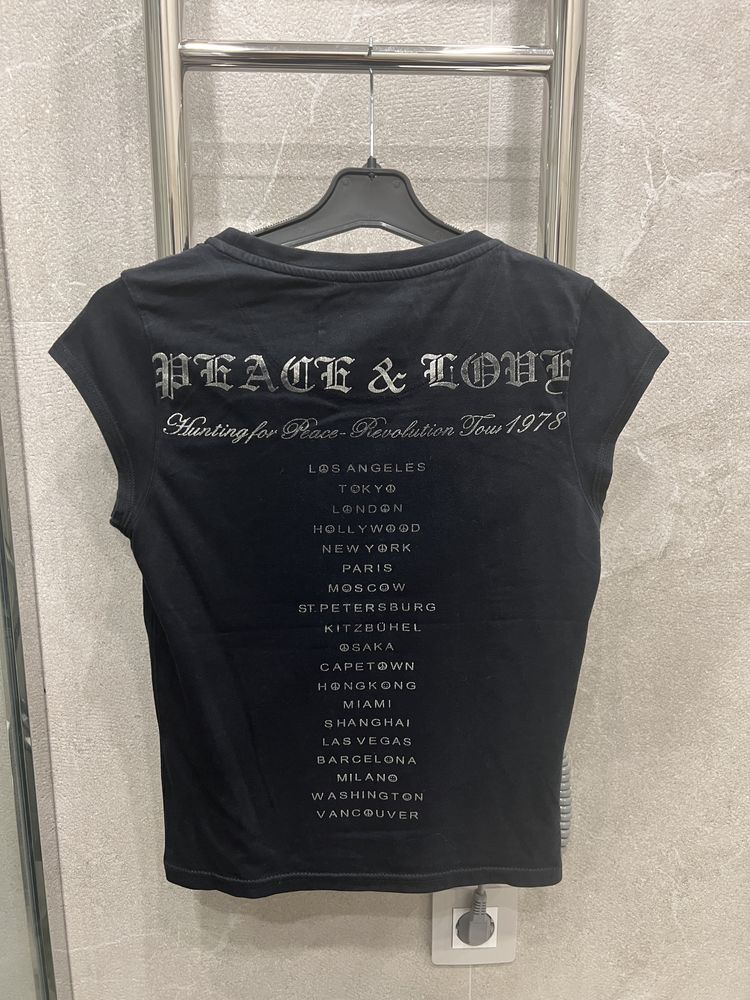 PEACE & LOVE
Hunting for Peace - Revolution Tour 1978
LOS ANGELES
TOKYO
LONDON
HOLLYWOOD
NEW YORK
PARIS
MOSCOW
ST. PETERSBURG
KITZBÜHEL
OSAKA
CAPETOWN
HONGKONG
MIAMI
SHANGHAI
LAS VEGAS
BARCELONA
MILANO
WASHINGTON
VANCOUVER